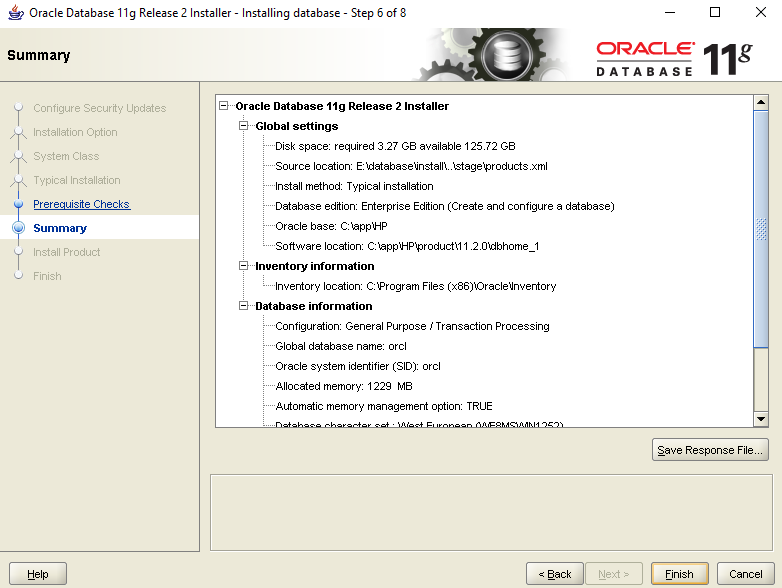 Oracle Database 11g Release 2 Installer - Installing database - Step 6 of 8
Summary
ORACLE
DATABASE
11g
Configure Security Updates
Installation Option
System Class
Typical Installation
Prerequisite Checks
Summary
Install Product
Finish
Oracle Database 11g Release 2 Installer
Global settings
Disk space: required 3.27 GB available 125.72 GB
Source location: E:\database\install\..\stage\products.xml
Install method: Typical installation
Database edition: Enterprise Edition (Create and configure a database)
Oracle base: C:\app\HP
Software location: C:\app\HP\product\11.2.0\dbhome_1
Inventory information
Inventory location: C:\Program Files (x86)\Oracle\Inventory
Database information
Configuration: General Purpose / Transaction Processing
Global database name: orcl
Oracle system identifier (SID): orcl
Allocated memory: 1229 MB
Automatic memory management option: TRUE
Database character set : West European (WE8MSWIN1252)
Save Response File...
Help
< Back
Next >
Finish
Cancel